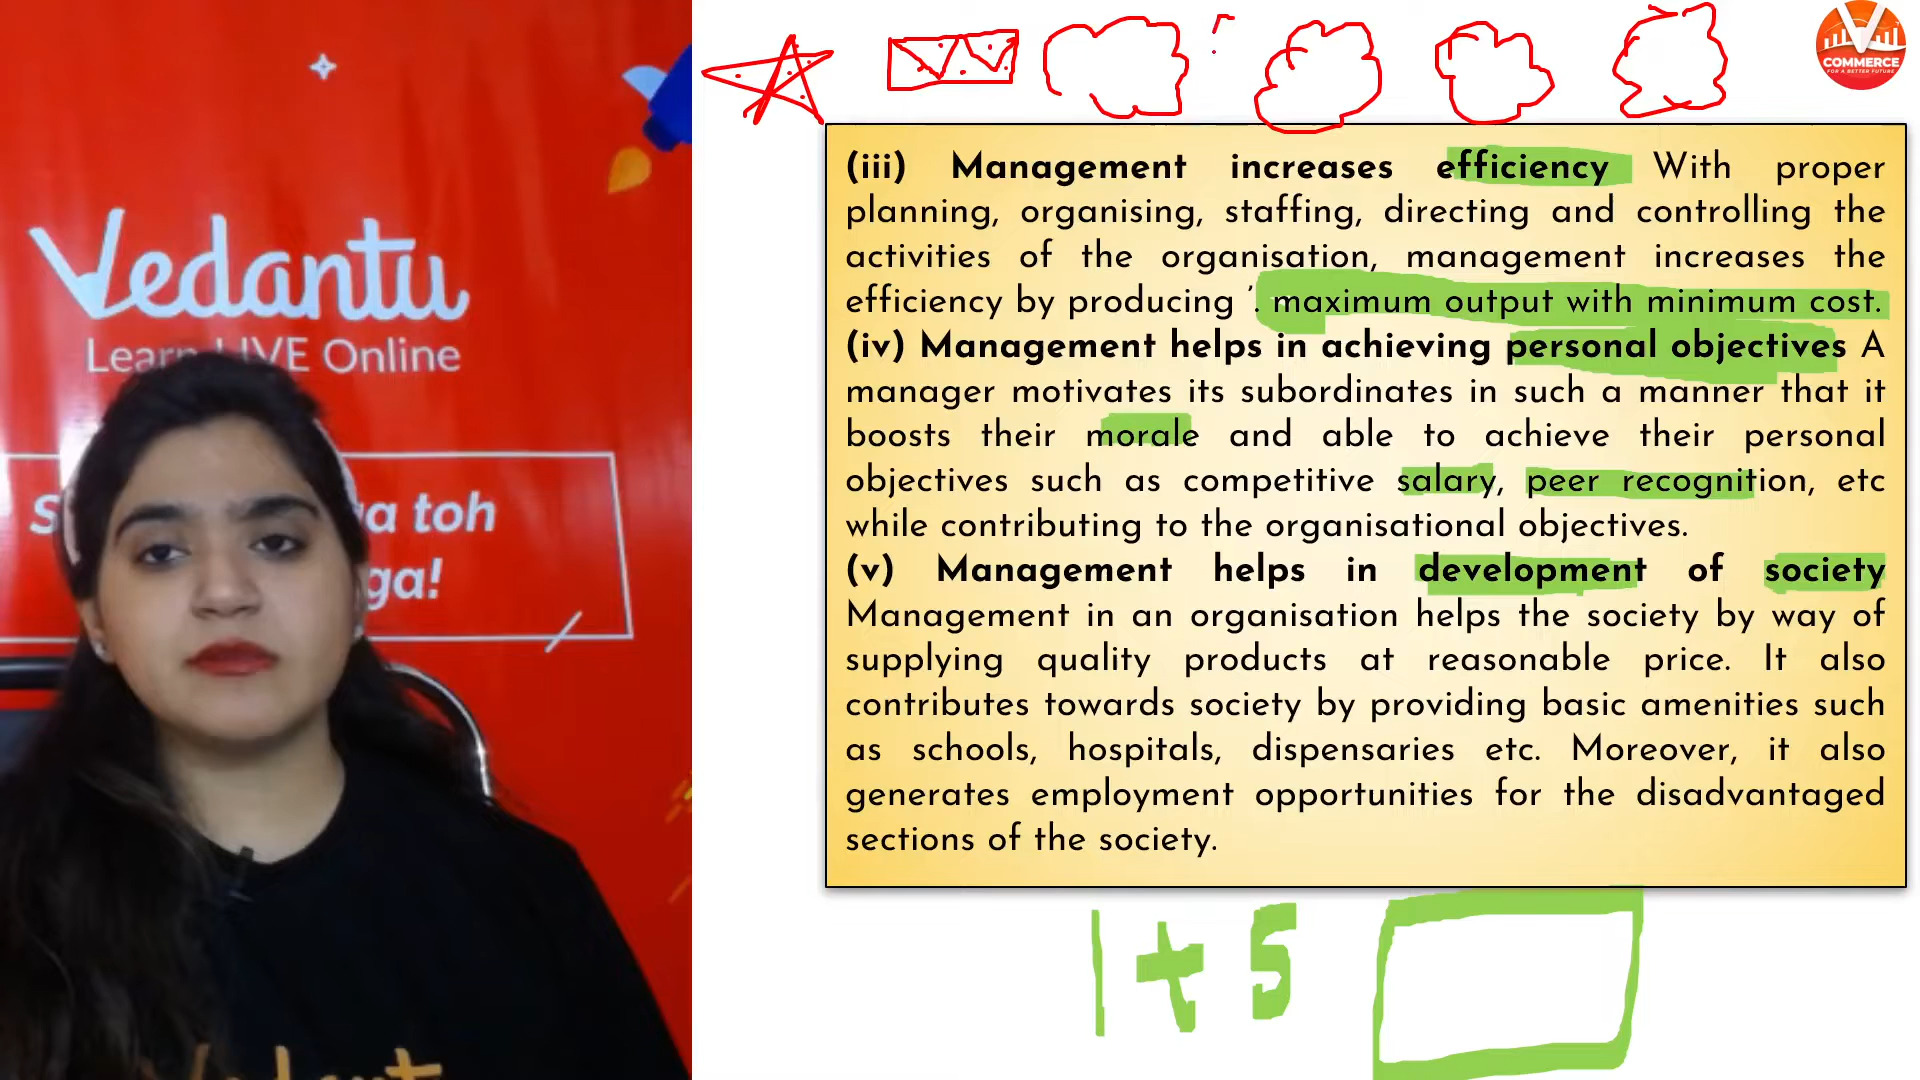 COMMERCE
FOR A BETTER FUTURE
Vedantu
Learn LIVE Online
a toh
ga!
(iii) Management increases efficiency With proper
planning, organising, staffing, directing and controlling the
activities of the organisation, management increases the
efficiency by producing '. maximum output with minimum cost.
(iv) Management helps in achieving personal objectives A
manager motivates its subordinates in such a manner that it
boosts their morale and able to achieve their personal
objectives such as competitive salary, peer recognition, etc
while contributing to the organisational objectives.
(v) Management helps in development of society
Management in an organisation helps the society by way of
supplying quality products at reasonable price. It also
contributes towards society by providing basic amenities such
as schools, hospitals, dispensaries etc. Moreover, it also
generates employment opportunities for the disadvantaged
sections of the society.
1 + 5